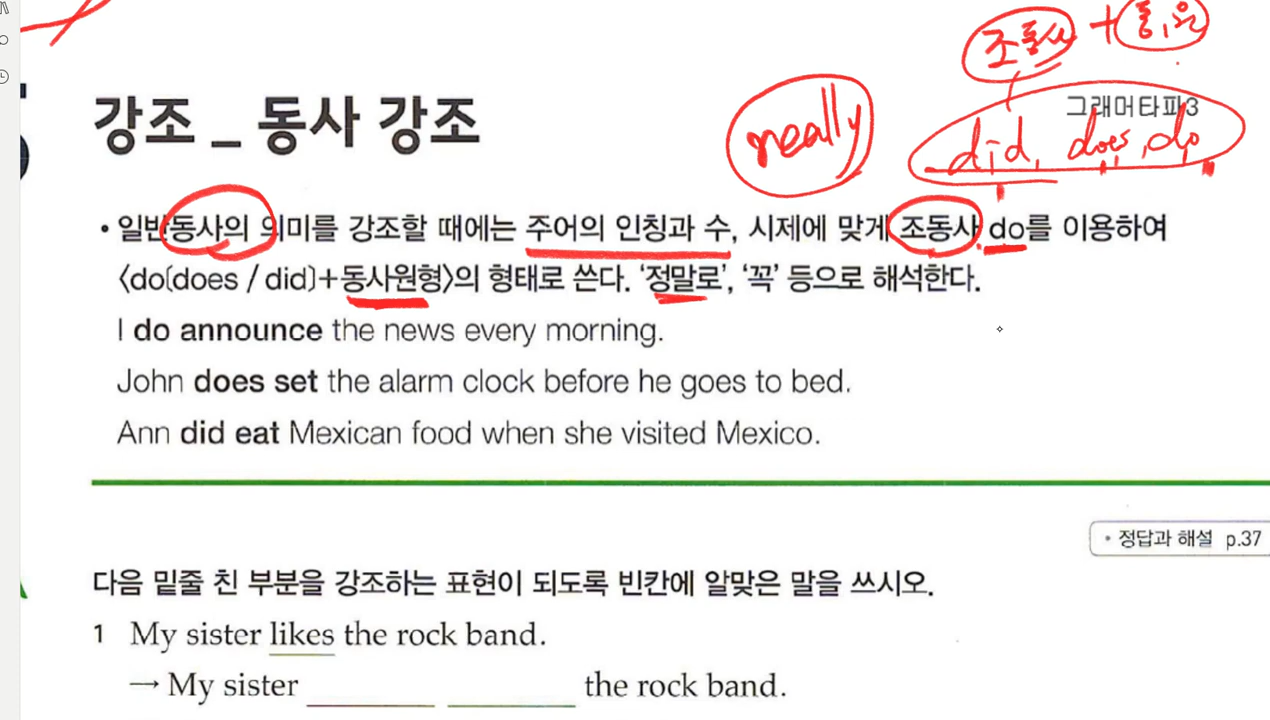 조동사 + 동.원
그래머타파3
강조 _ 동사 강조
really
did, does, do
• 일반동사의 의미를 강조할 때에는 주어의 인칭과 수, 시제에 맞게 조동사 do를 이용하여
〈do(does / did)+동사원형〉의 형태로 쓴다. ‘정말로’, ‘꼭’ 등으로 해석한다.
I do announce the news every morning.
John does set the alarm clock before he goes to bed.
Ann did eat Mexican food when she visited Mexico.
• 정답과 해설 p.37
다음 밑줄 친 부분을 강조하는 표현이 되도록 빈칸에 알맞은 말을 쓰시오.
1 My sister likes the rock band.
→ My sister ________ ________ the rock band.